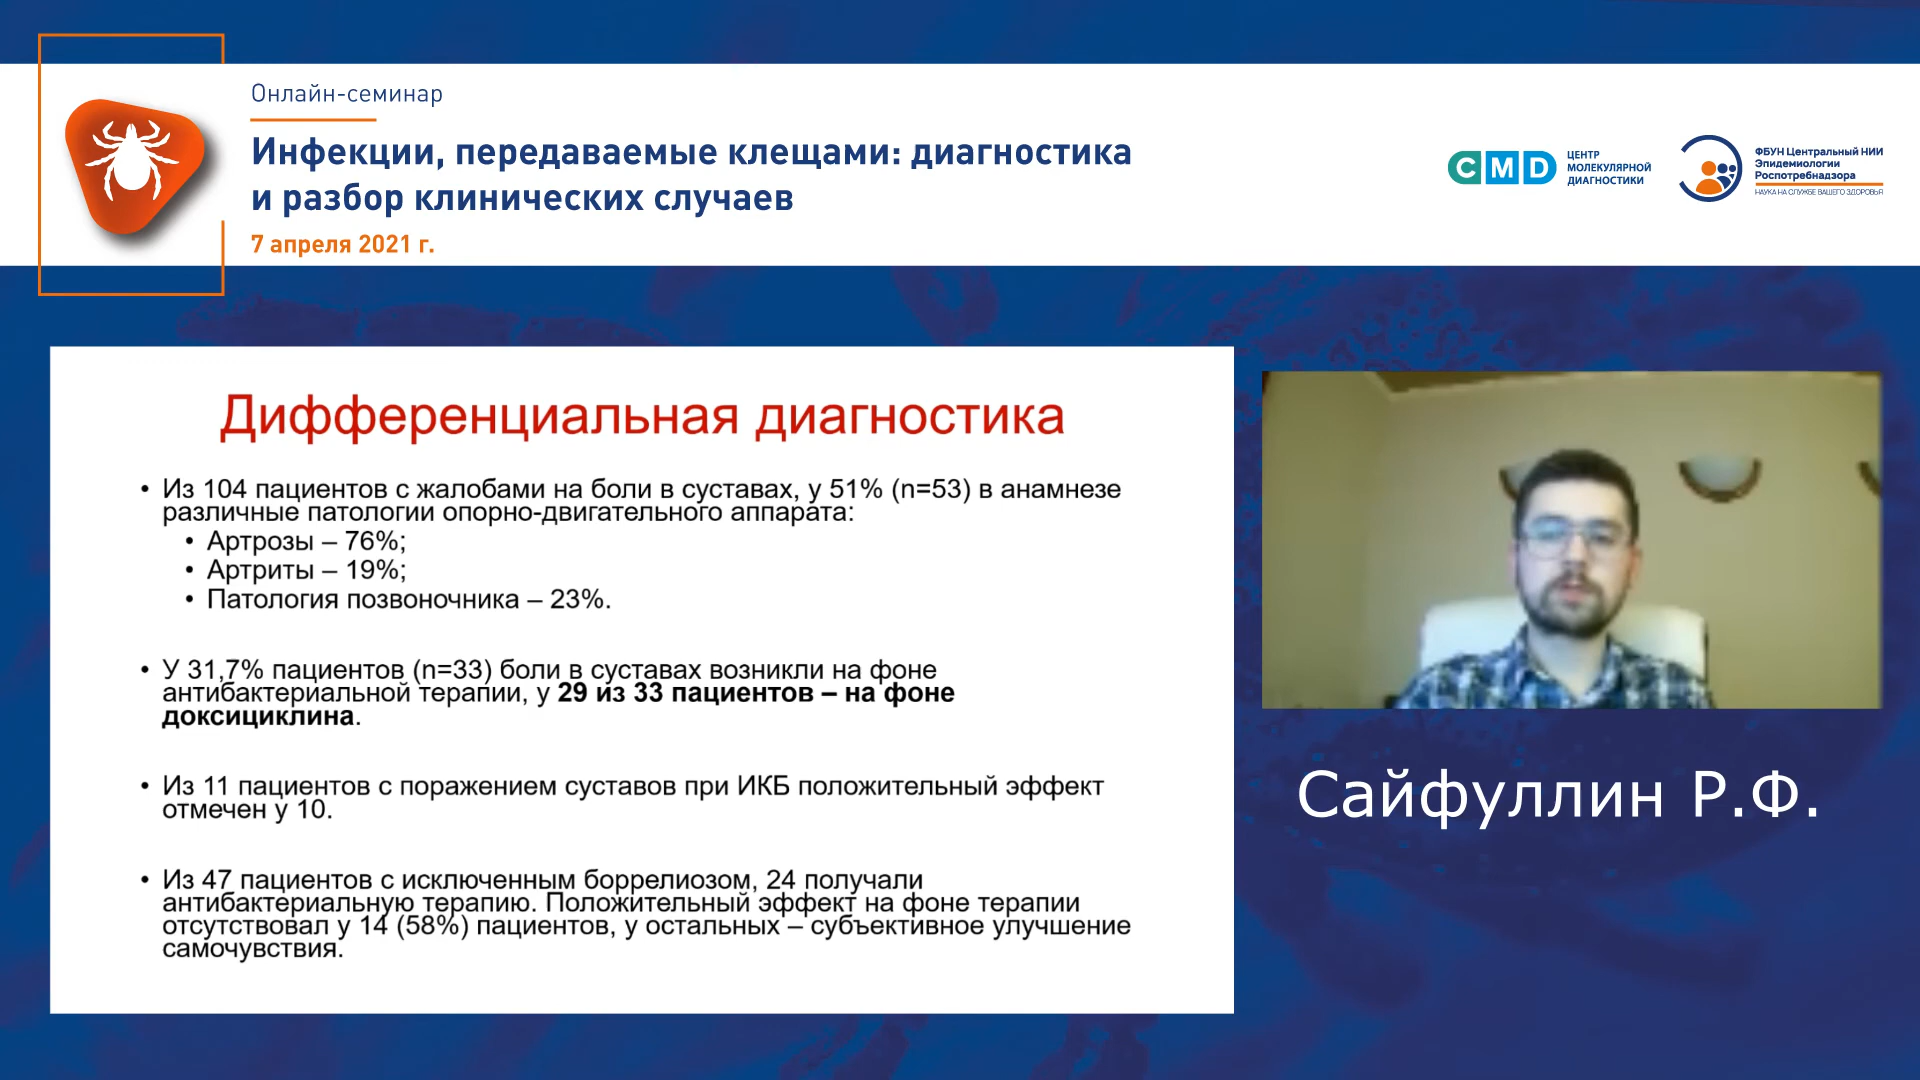 Онлайн-семинар
Инфекции, передаваемые клещами: диагностика
и разбор клинических случаев
7 апреля 2021 г.
CMD
ЦЕНТР
МОЛЕКУЛЯРНОЙ
ДИАГНОСТИКИ
ФБУН Центральный НИИ
Эпидемиологии
Роспотребнадзора
НАУКА НА СЛУЖБЕ ВАШЕГО ЗДОРОВЬЯ
Дифференциальная диагностика
• Из 104 пациентов с жалобами на боли в суставах, у 51% (n=53) в анамнезе
различные патологии опорно-двигательного аппарата:
• Артрозы – 76%;
• Артриты – 19%;
• Патология позвоночника – 23%.
• У 31,7% пациентов (n=33) боли в суставах возникли на фоне
антибактериальной терапии, у 29 из 33 пациентов – на фоне
доксициклина.
• Из 11 пациентов с поражением суставов при ИКБ положительный эффект
отмечен у 10.
• Из 47 пациентов с исключенным боррелиозом, 24 получали
антибактериальную терапию. Положительный эффект на фоне терапии
отсутствовал у 14 (58%) пациентов, у остальных – субъективное улучшение
самочувствия.
Сайфуллин Р.Ф.